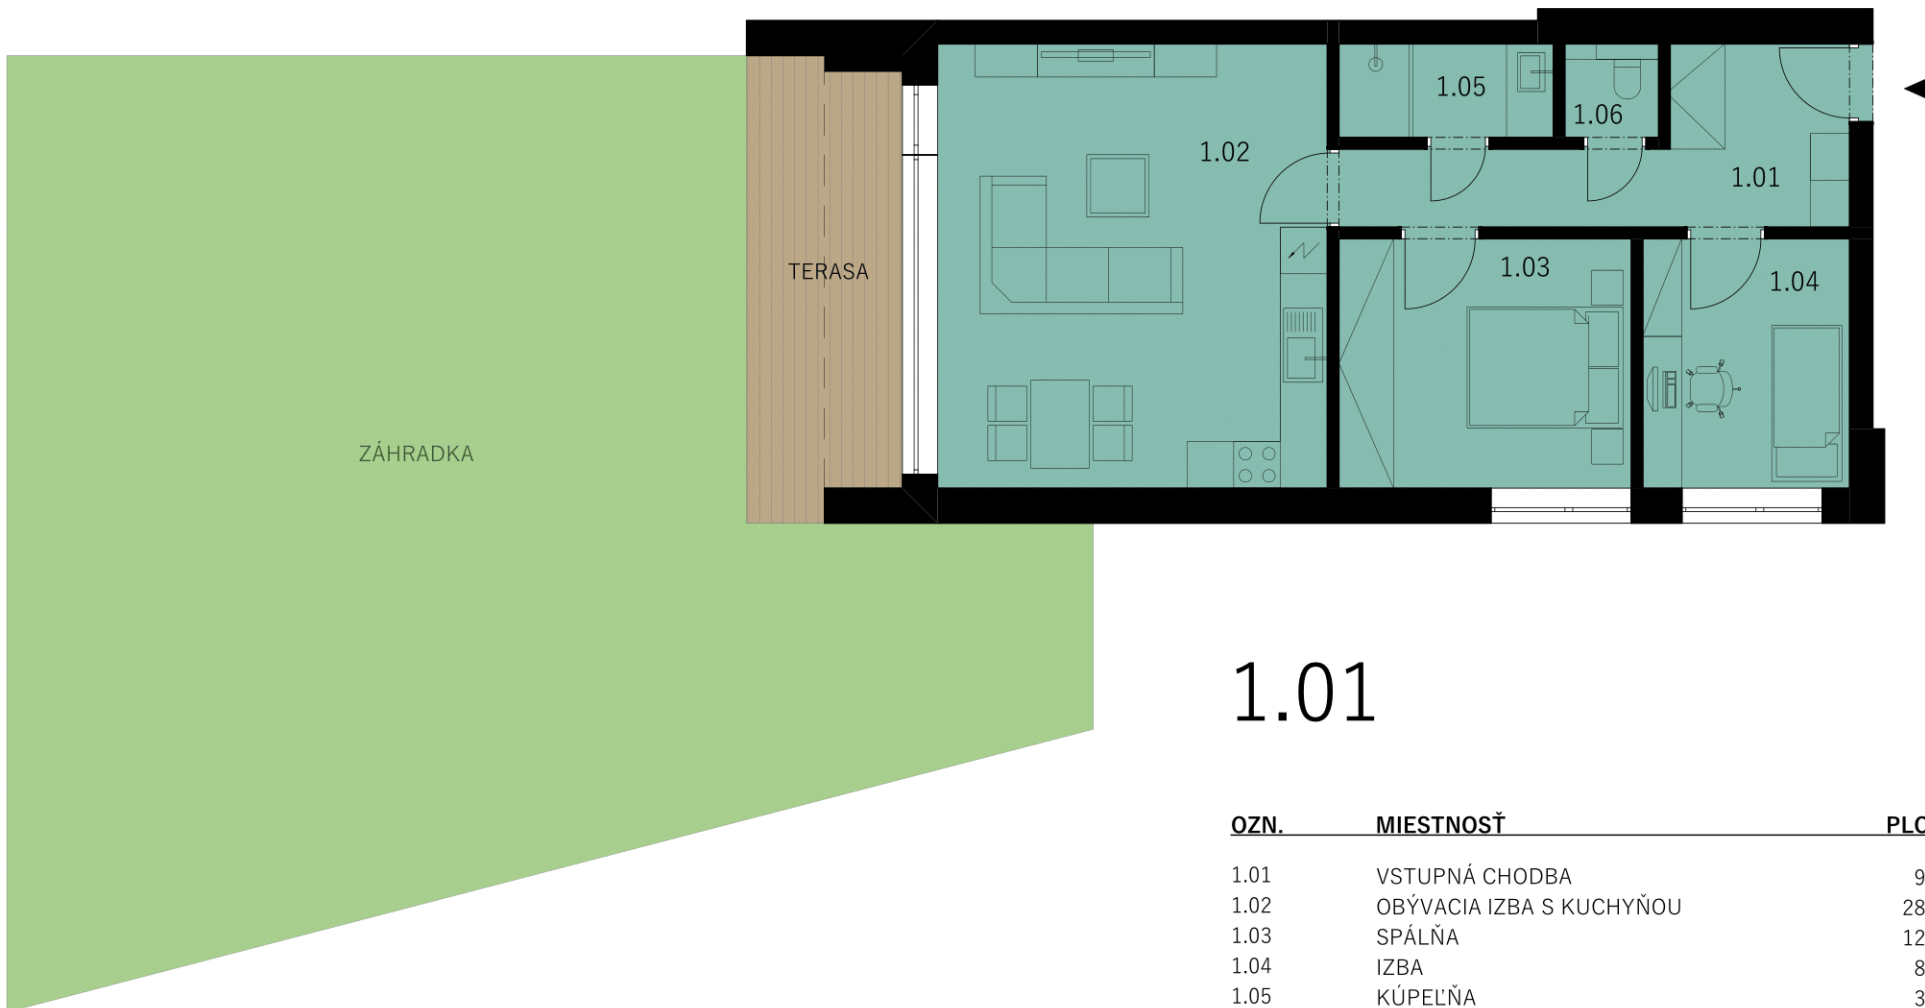 1.05
1.06
1.02
1.01
TERASA
1.03
1.04
ZÁHRADKA
1.01
OZN. MIESTNOSŤ PLO
1.01 VSTUPNÁ CHODBA 9
1.02 OBÝVACIA IZBA S KUCHYŇOU 28
1.03 SPÁLŇA 12
1.04 IZBA 8
1.05 KÚPEĽŇA 3